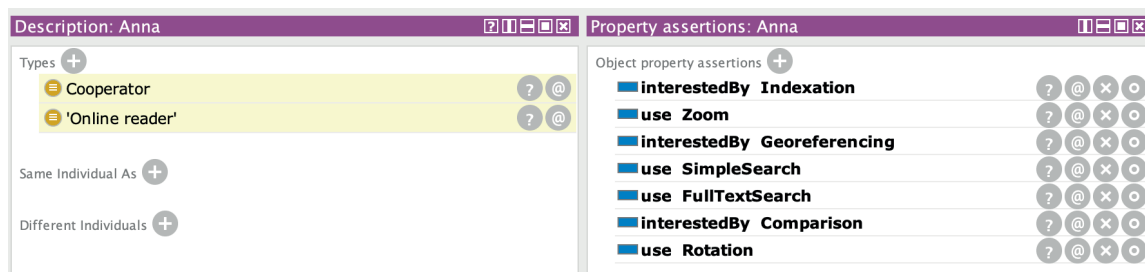 Description: Anna
Types
Cooperator
'Online reader'
Same Individual As
Different Individuals
Property assertions: Anna
Object property assertions
interestedBy Indexation
use Zoom
interestedBy Georeferencing
use SimpleSearch
use FullTextSearch
interestedBy Comparison
use Rotation